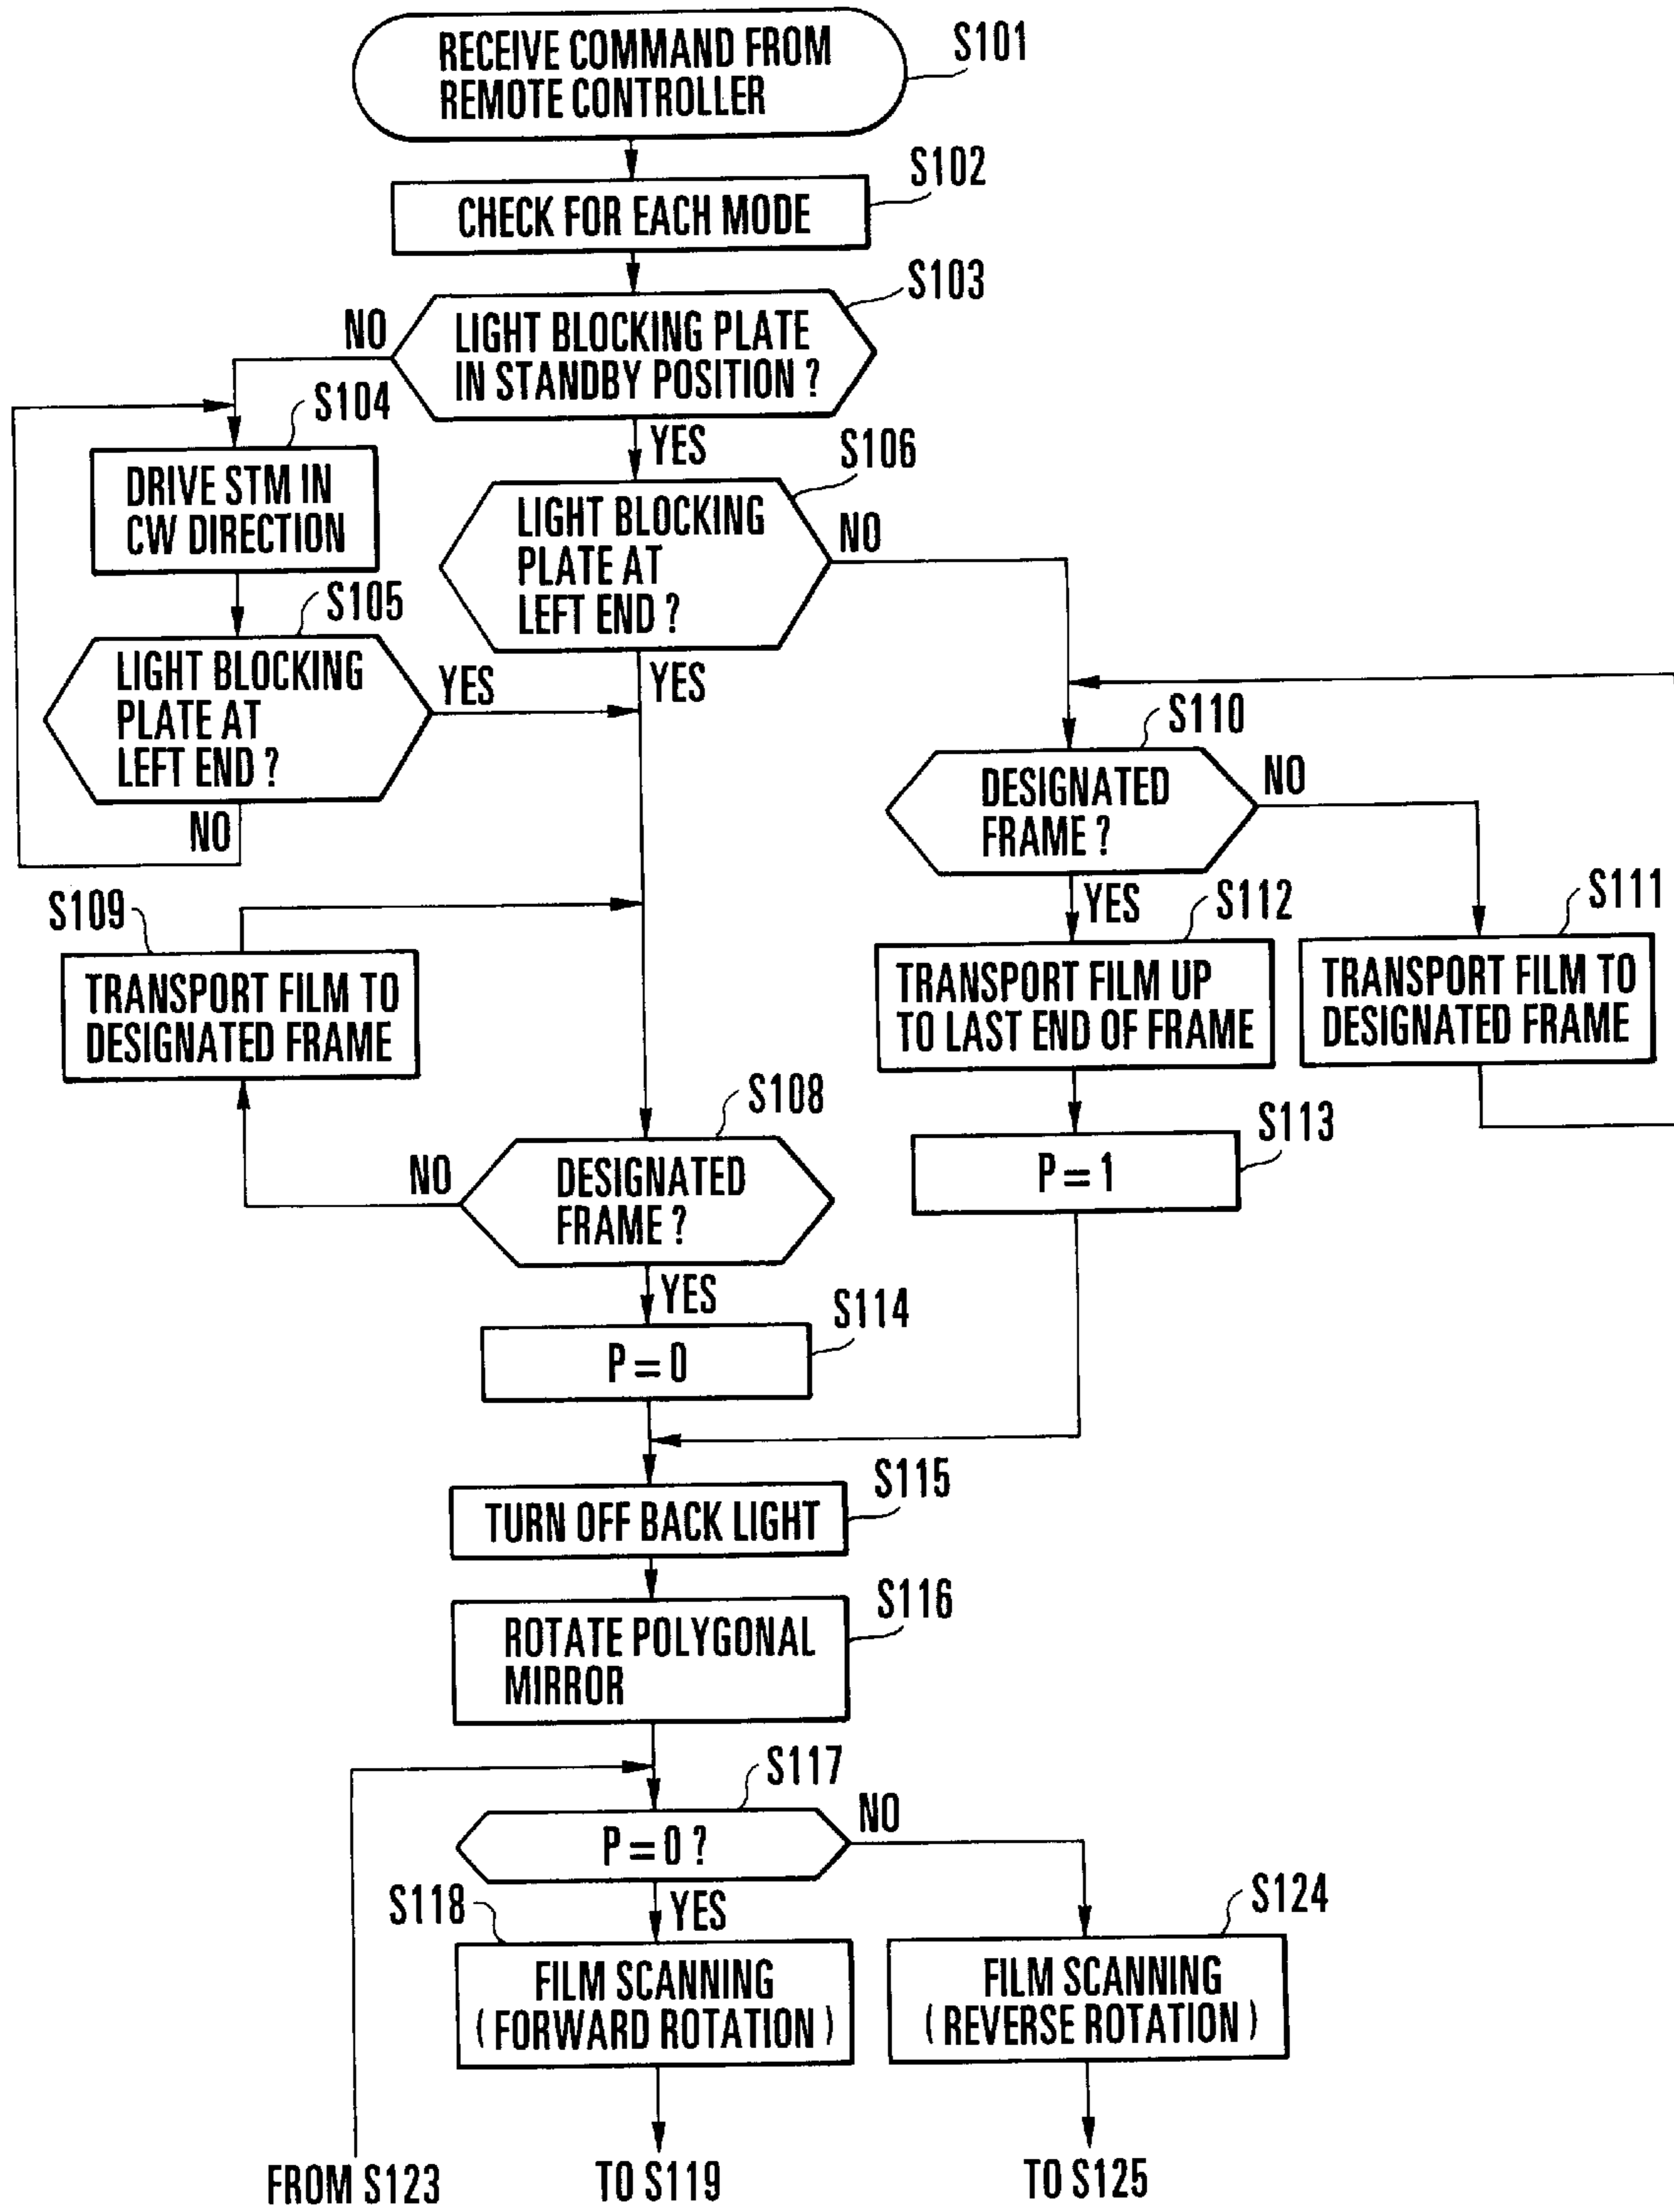 RECEIVE COMMAND FROM
REMOTE CONTROLLER
S101
S102
CHECK FOR EACH MODE
S103
LIGHT BLOCKING PLATE
IN STANDBY POSITION ?
NO
YES
S104
DRIVE STM IN
CW DIRECTION
S106
LIGHT BLOCKING
PLATE AT
LEFT END ?
NO
YES
S105
LIGHT BLOCKING
PLATE AT
LEFT END ?
YES
NO
S110
DESIGNATED
FRAME ?
NO
YES
S109
TRANSPORT FILM TO
DESIGNATED FRAME
S112
TRANSPORT FILM UP
TO LAST END OF FRAME
S111
TRANSPORT FILM TO
DESIGNATED FRAME
S108
DESIGNATED
FRAME ?
NO
YES
S113
P = 1
S114
P = 0
S115
TURN OFF BACK LIGHT
S116
ROTATE POLYGONAL
MIRROR
S117
P = 0 ?
NO
YES
S118
FILM SCANNING
( FORWARD ROTATION )
S124
FILM SCANNING
( REVERSE ROTATION )
FROM S123
TO S119
TO S125